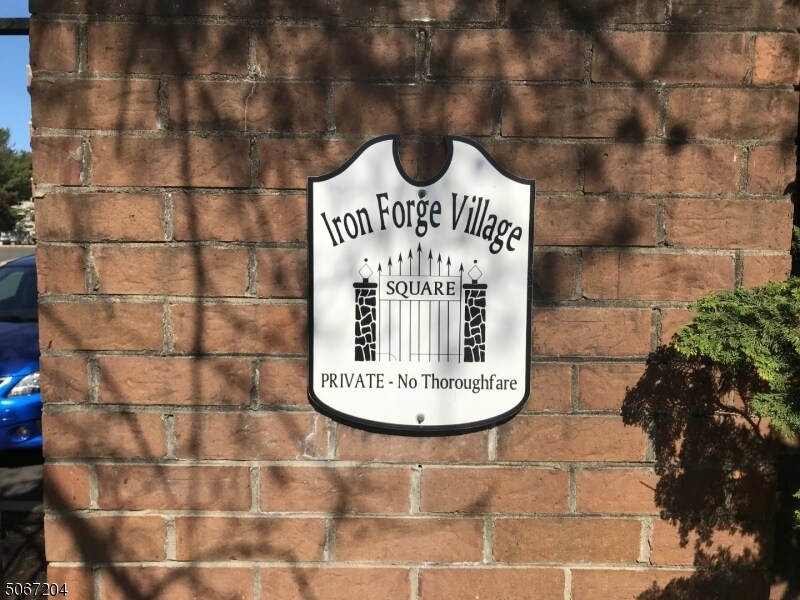 Iron Forge Village
SQUARE
PRIVATE - No Thoroughfare
5067204